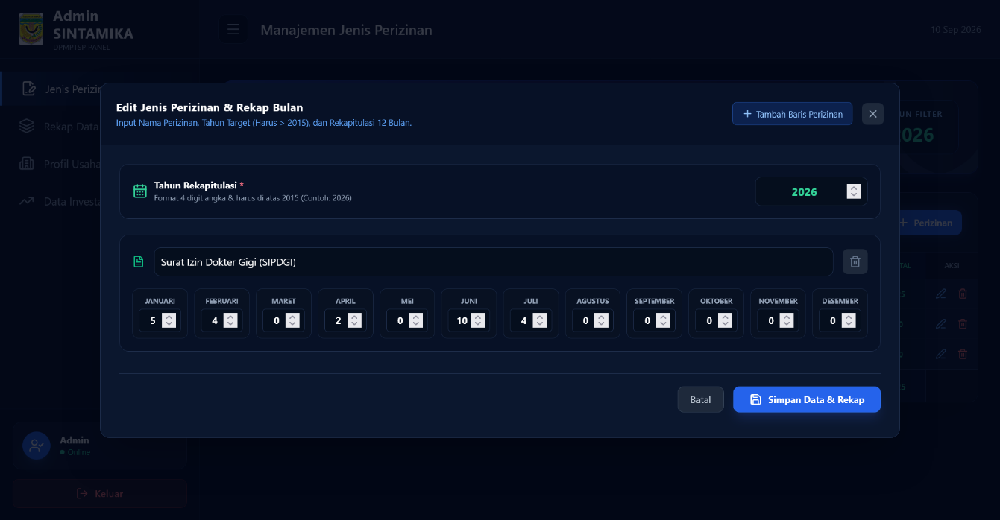 Admin
SINTAMIKA
DPMPTSP PANEL
Manajemen Jenis Perizinan
10 Sep 2026
Jenis Perizin
Rekap Data
Profil Usaha
Data Investa
Edit Jenis Perizinan & Rekap Bulan
Input Nama Perizinan, Tahun Target (Harus > 2015), dan Rekapitulasi 12 Bulan.
+ Tambah Baris Perizinan
UN FILTER
026
Tahun Rekapitulasi *
Format 4 digit angka & harus di atas 2015 (Contoh: 2026)
2026
+ Perizinan
Surat Izin Dokter Gigi (SIPDGI)
TAL AKSI
JANUARI FEBRUARI MARET APRIL MEI JUNI JULI AGUSTUS SEPTEMBER OKTOBER NOVEMBER DESEMBER
5 4 0 2 0 10 4 0 0 0 0 0
5
0
0
5
Batal
Simpan Data & Rekap
Admin
Online
Keluar